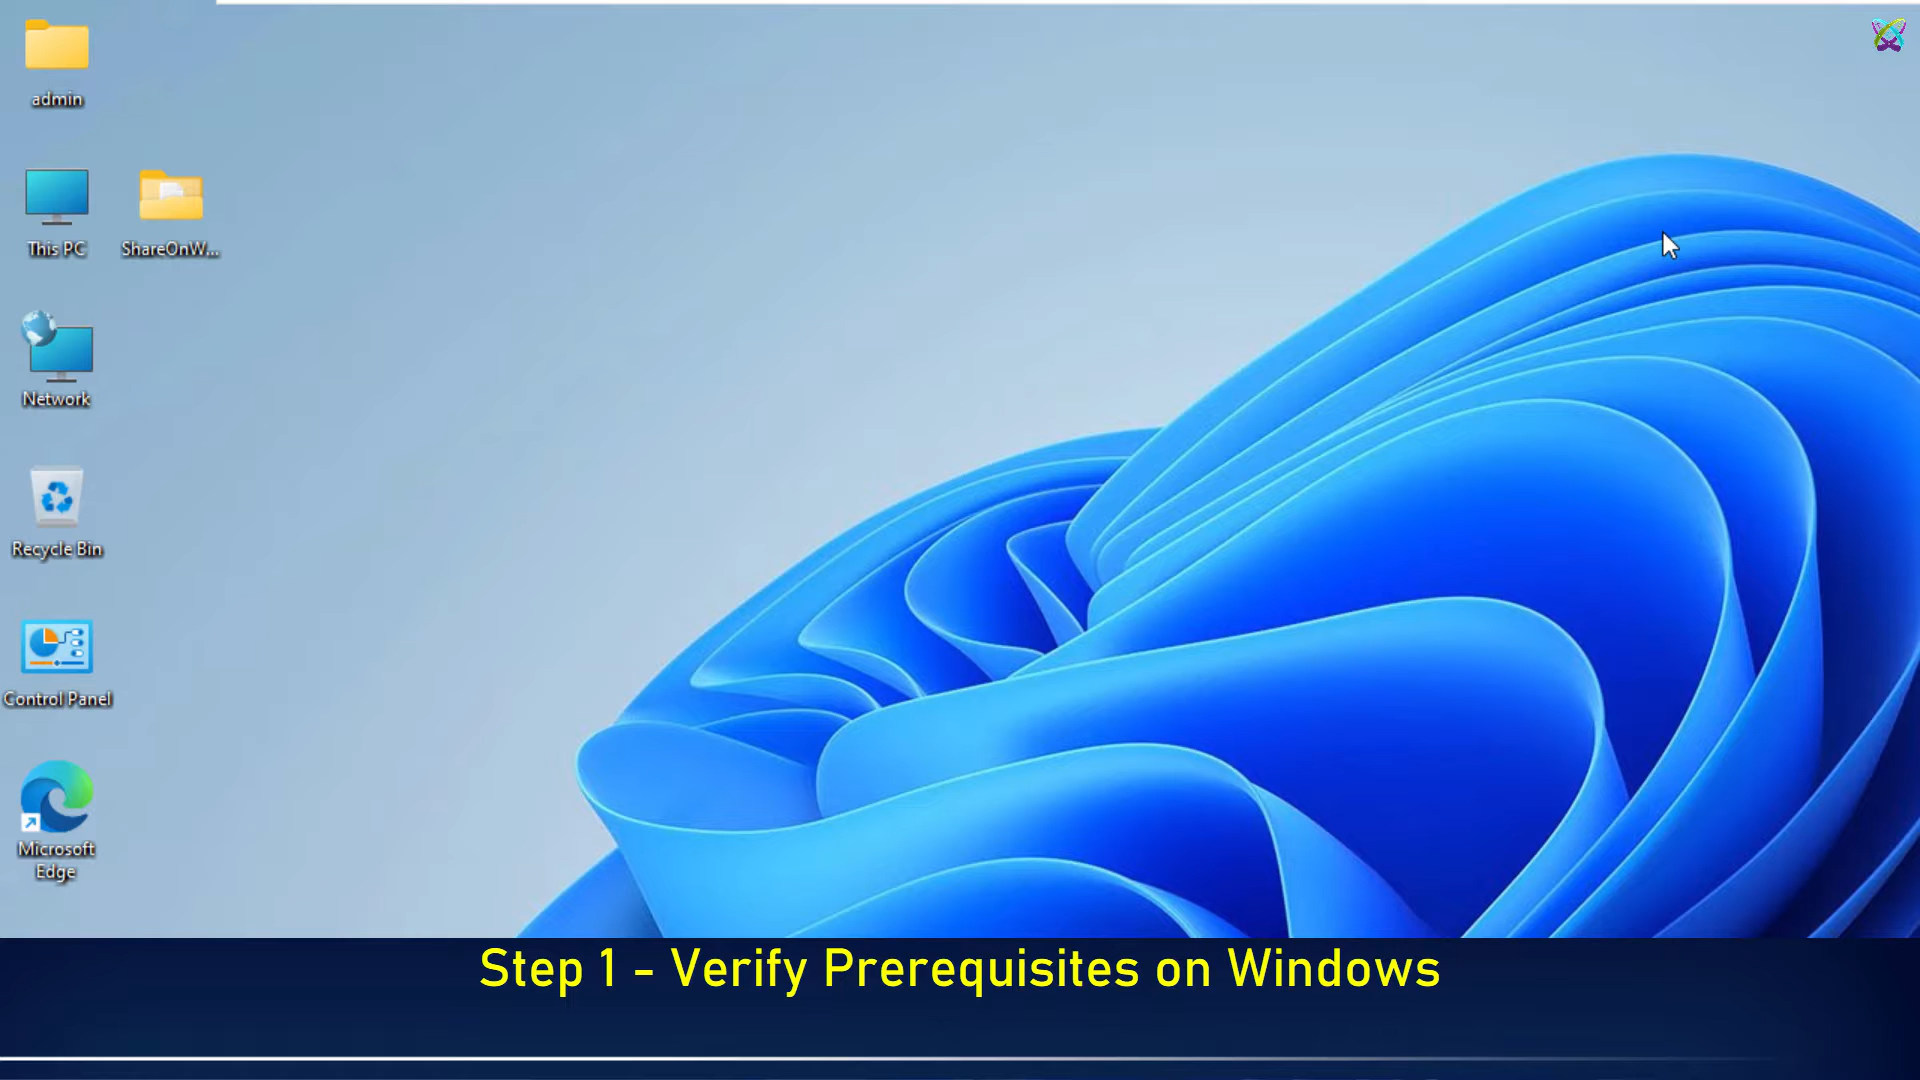 admin
This PC
ShareOnW...
Network
Recycle Bin
Control Panel
Microsoft
Edge
Step 1 - Verify Prerequisites on Windows